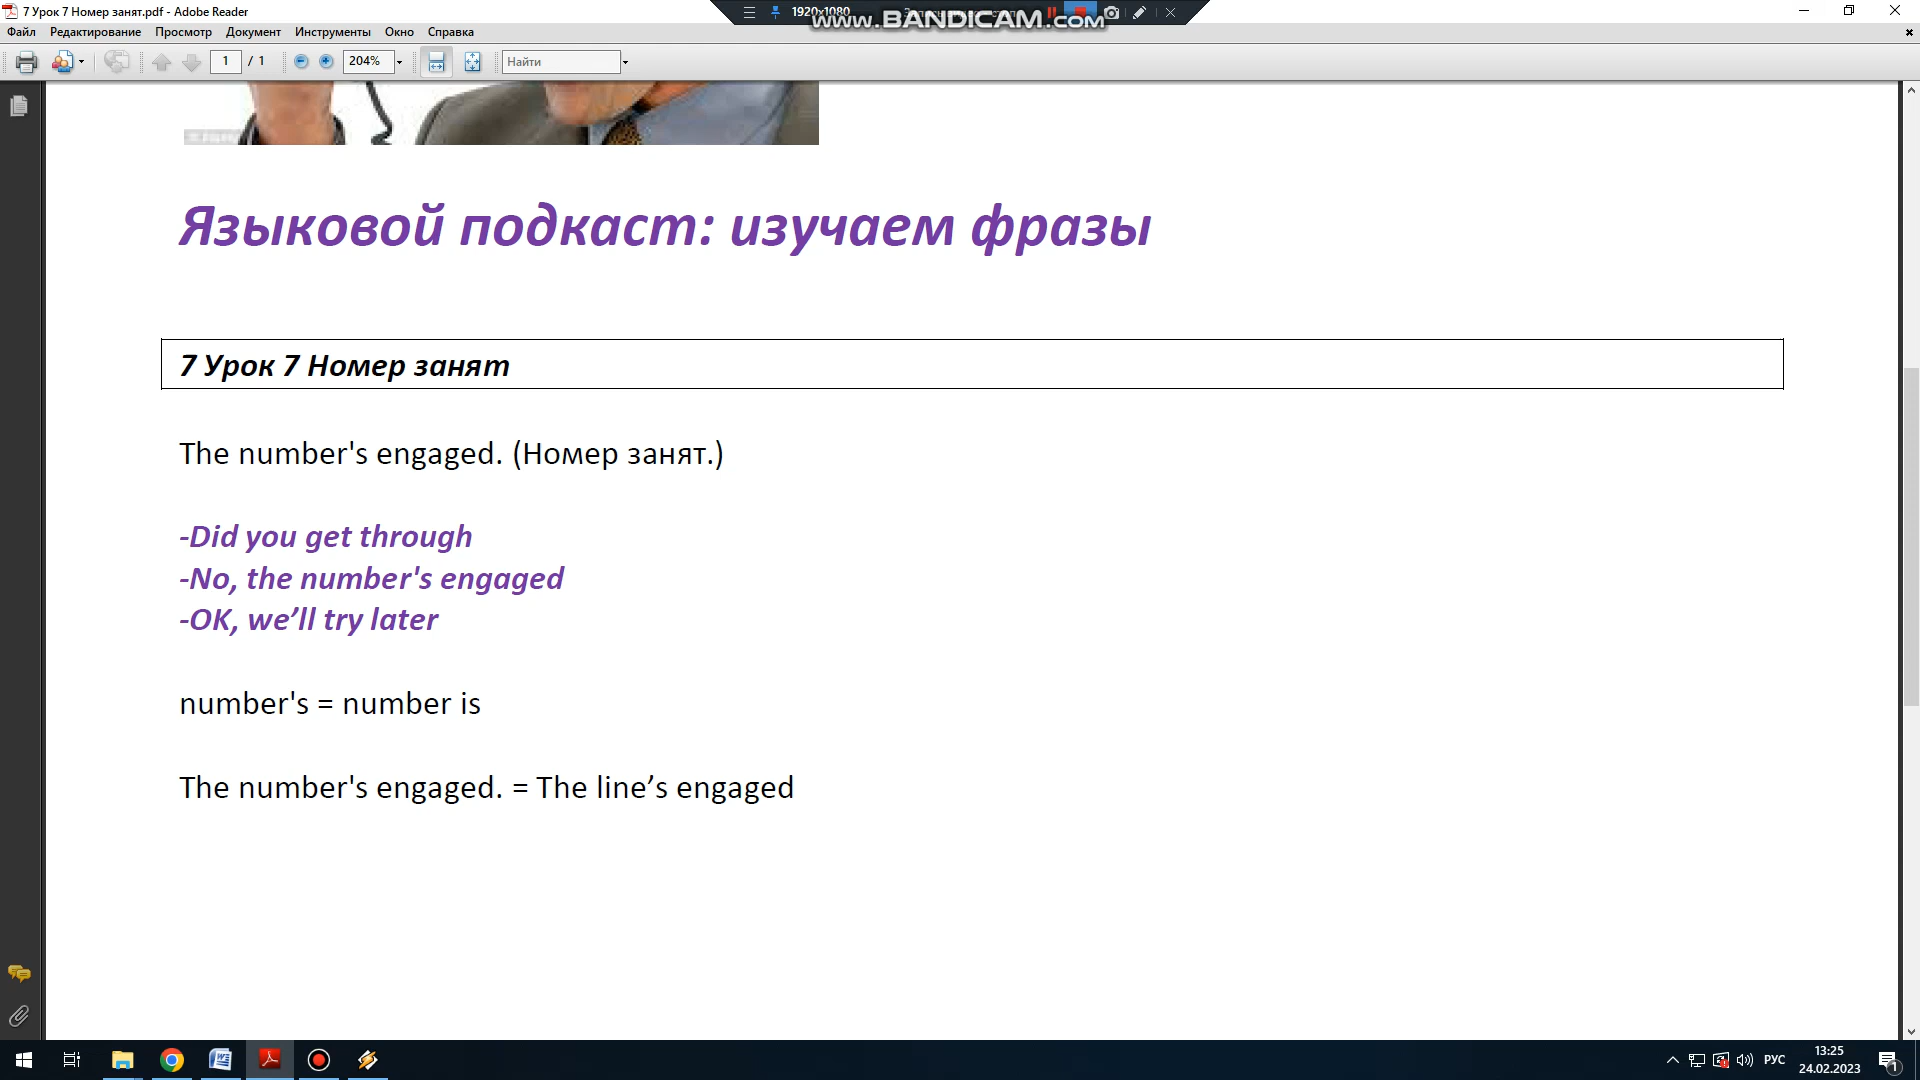 7 Урок 7 Номер занят.pdf - Adobe Reader
1920x1080
www.BANDICAM.com
Файл Редактирование Просмотр Документ Инструменты Окно Справка
1 / 1
204%
Найти
Языковой подкаст: изучаем фразы
7 Урок 7 Номер занят
The number's engaged. (Номер занят.)
-Did you get through
-No, the number's engaged
-OK, we’ll try later
number's = number is
The number's engaged. = The line’s engaged
РУС
13:25
24.02.2023
1